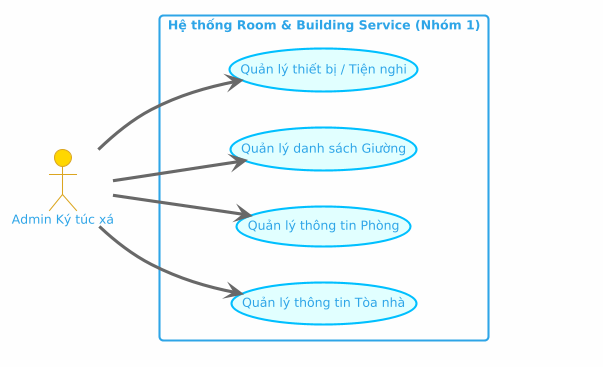 Hệ thống Room & Building Service (Nhóm 1)
Quản lý thiết bị / Tiện nghi
Quản lý danh sách Giường
Admin Ký túc xá
Quản lý thông tin Phòng
Quản lý thông tin Tòa nhà